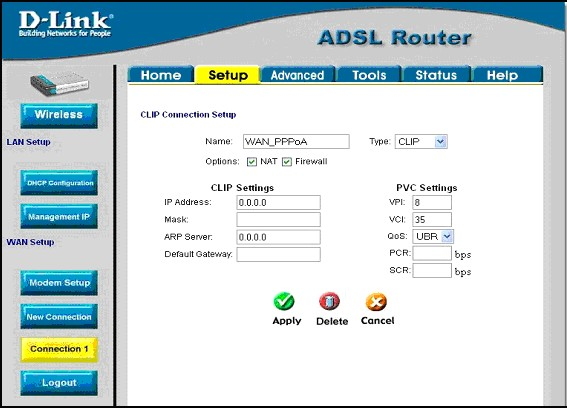 D-Link
Building Networks for People
ADSL Router
Home Setup Advanced Tools Status Help
Wireless
LAN Setup
DHCP Configuration
Management IP
WAN Setup
Modem Setup
New Connection
Connection 1
Logout
CLIP Connection Setup
Name: WAN_PPPoA Type: CLIP
Options: NAT Firewall
CLIP Settings
IP Address: 0.0.0.0
Mask:
ARP Server: 0.0.0.0
Default Gateway:
PVC Settings
VPI: 8
VCI: 35
QoS: UBR
PCR: bps
SCR: bps
Apply Delete Cancel